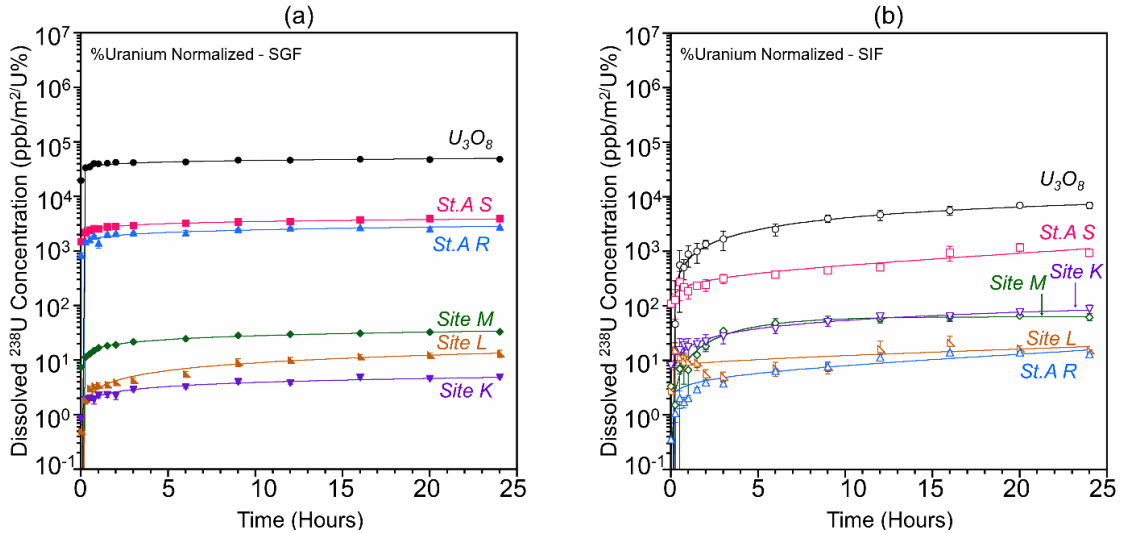 (a)
%Uranium Normalized - SGF
Dissolved ²³⁸U Concentration (ppb/m²/U%)
10⁷
10⁶
10⁵
10⁴
10³
10²
10¹
10⁰
10⁻¹
U₃O₈
St.A S
St.A R
Site M
Site L
Site K
0
5
10
15
20
25
Time (Hours)
(b)
%Uranium Normalized - SIF
Dissolved ²³⁸U Concentration (ppb/m²/U%)
10⁷
10⁶
10⁵
10⁴
10³
10²
10¹
10⁰
10⁻¹
U₃O₈
St.A S
Site K
Site M
Site L
St.A R
0
5
10
15
20
25
Time (Hours)